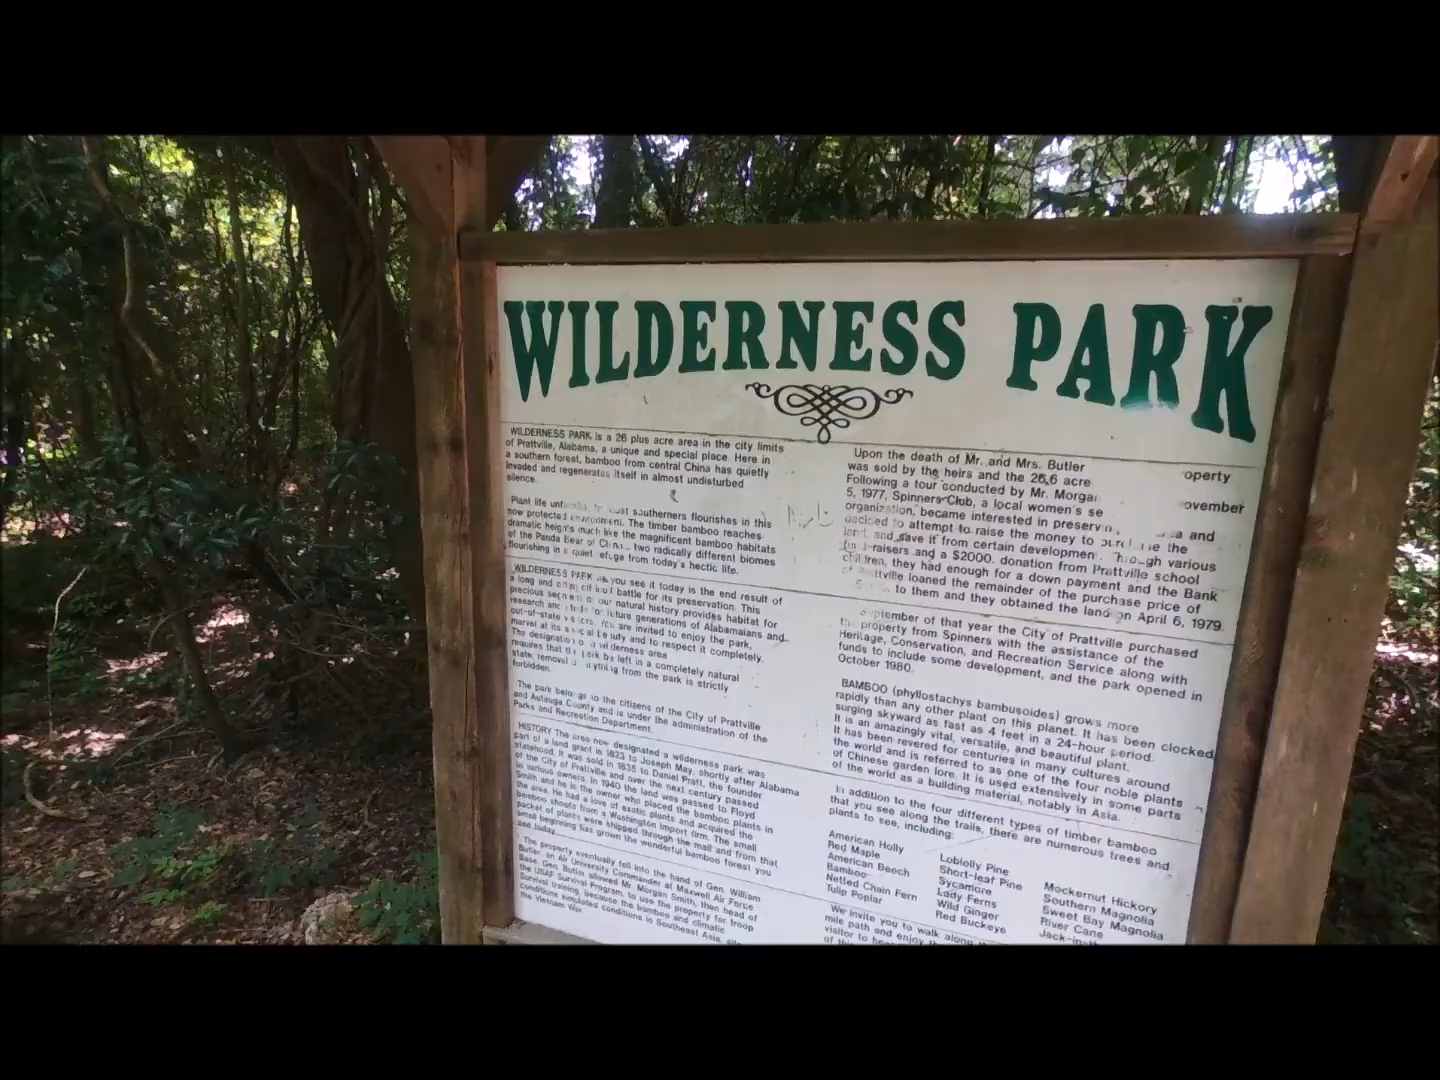 WILDERNESS PARK
WILDERNESS PARK is a 26 plus acre area in the city limits
of Prattville, Alabama, a unique and special place. Here in
a southern forest, bamboo from central China has quietly
invaded and regenerates itself in almost undisturbed
silence.
Plant life southerners flourishes in this
now protected environment. The timber bamboo reaches
dramatic heights much like the magnificent bamboo habitats
of the Panda Bear of China... two radically different biomes
flourishing in a quiet refuge from today's hectic life.
WILDERNESS PARK as you see it today is the end result of
a long and battle for its preservation. This
precious our natural history provides habitat for
research and study for future generations of Alabamaians and
out-of-state visitors. You are invited to enjoy the park,
marvel at its special beauty and to respect it completely.
The designation of a wilderness area
requires that the park be left in a completely natural
state, removal of anything from the park is strictly
forbidden.
The park belongs to the citizens of the City of Prattville
and Autauga County and is under the administration of the
Parks and Recreation Department.
HISTORY The area now designated a wilderness park was
part of a land grant in 1823 to Joseph May, shortly after Alabama
statehood. It was sold in 1835 to Daniel Pratt, the founder
of the City of Prattville and over the next century passed
to various owners. In 1940 the land was passed to Floyd
Smith and he is the owner who placed the bamboo plants in
the area. He had a love of exotic plants and acquired the
bamboo shoots from a Washington import firm. The small
packet of plants were shipped through the mail and from that
small beginning has grown the wonderful bamboo forest you
see today.
The property eventually fell into the hand of Gen. William
Butler, an Air University Commander at Maxwell Air Force
Base. Gen. Butler allowed Mr. Morgan Smith, then head of
the USAF Survival Program, to use the property for troop
Survival training, because the bamboo and climatic
conditions simulated conditions in Southeast Asia, site
the Vietnam War
Upon the death of Mr. and Mrs. Butler operty
was sold by the heirs and the 26.6 acre
Following a tour conducted by Mr. Morgan ovember
5, 1977, Spinners Club, a local women's se
organization, became interested in preserv and
decided to attempt to raise the money to purchase the
land, and save it from certain development. Through various
fund-raisers and a $2000. donation from Prattville school
children, they had enough for a down payment and the Bank
of Prattville loaned the remainder of the purchase price of
to them and they obtained the land on April 6, 1979.
September of that year the City of Prattville purchased
the property from Spinners with the assistance of the
Heritage, Conservation, and Recreation Service along with
funds to include some development, and the park opened in
October 1980.
BAMBOO (phyllostachys bambusoides) grows more
rapidly than any other plant on this planet. It has been clocked
surging skyward as fast as 4 feet in a 24-hour period.
It is an amazingly vital, versatile, and beautiful plant.
It has been revered for centuries in many cultures around
the world and is referred to as one of the four noble plants
of Chinese garden lore. It is used extensively in some parts
of the world as a building material, notably in Asia.
In addition to the four different types of timber bamboo
that you see along the trails, there are numerous trees and
plants to see, including:
American Holly
Red Maple
American Beech
Bamboo
Netted Chain Fern
Tulip Poplar
Loblolly Pine
Short-leaf Pine
Sycamore
Lady Ferns
Wild Ginger
Red Buckeye
Mockernut Hickory
Southern Magnolia
Sweet Bay Magnolia
River Cane
Jack-in-th
We invite you to walk along
mile path and enjoy
visitor to
of